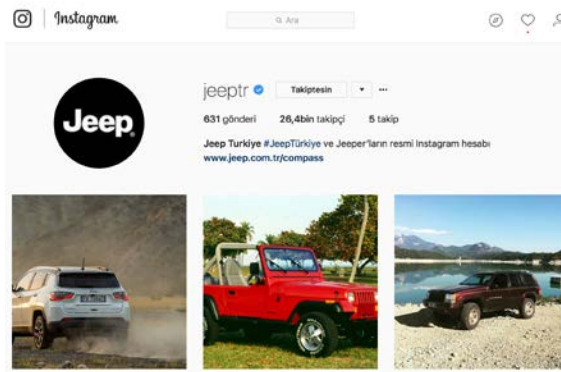 Instagram
Ara
jeeptr Takiptesin
631 gönderi 26,4bin takipçi 5 takip
Jeep Turkiye #JeepTürkiye ve Jeeper'ların resmi Instagram hesabı
www.jeep.com.tr/compass
Jeep